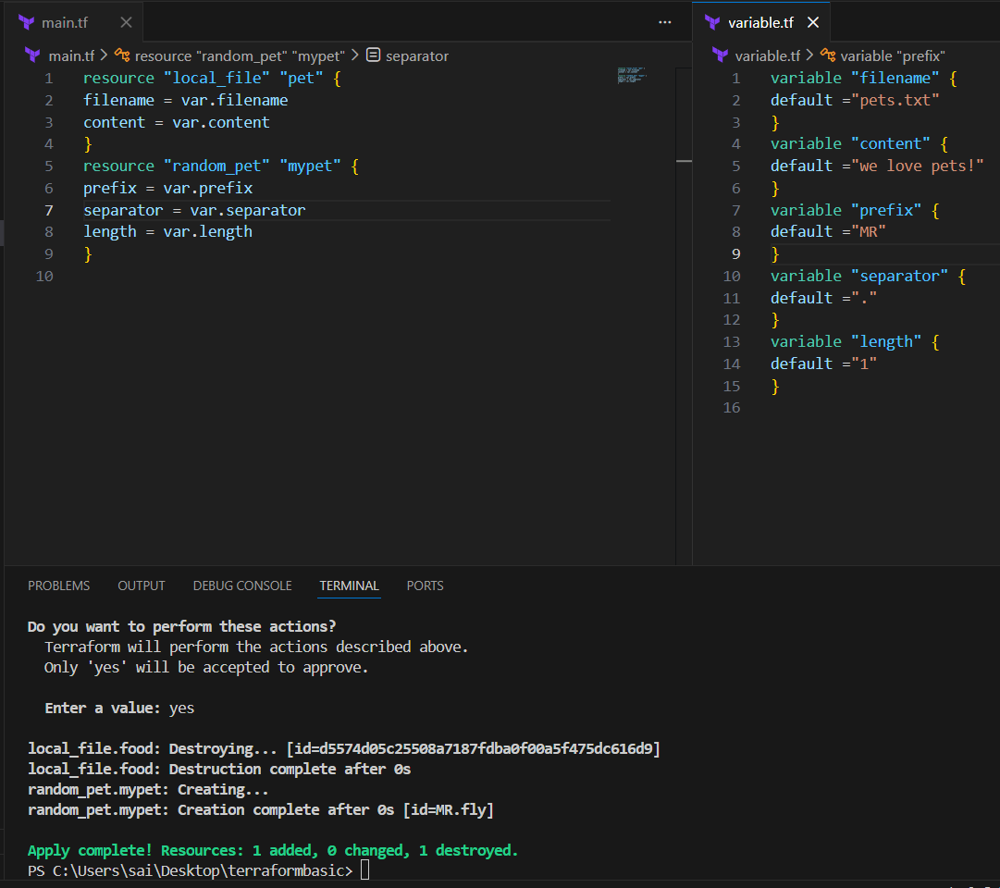 main.tf
main.tf > resource "random_pet" "mypet" > separator
1 resource "local_file" "pet" {
2 filename = var.filename
3 content = var.content
4 }
5 resource "random_pet" "mypet" {
6 prefix = var.prefix
7 separator = var.separator
8 length = var.length
9 }
10
variable.tf
variable.tf > variable "prefix"
1 variable "filename" {
2 default ="pets.txt"
3 }
4 variable "content" {
5 default ="we love pets!"
6 }
7 variable "prefix" {
8 default ="MR"
9 }
10 variable "separator" {
11 default ="."
12 }
13 variable "length" {
14 default ="1"
15 }
16
PROBLEMS OUTPUT DEBUG CONSOLE TERMINAL PORTS
Do you want to perform these actions?
Terraform will perform the actions described above.
Only 'yes' will be accepted to approve.
Enter a value: yes
local_file.food: Destroying... [id=d5574d05c25508a7187fdba0f00a5f475dc616d9]
local_file.food: Destruction complete after 0s
random_pet.mypet: Creating...
random_pet.mypet: Creation complete after 0s [id=MR.fly]
Apply complete! Resources: 1 added, 0 changed, 1 destroyed.
PS C:\Users\sai\Desktop\terraformbasic>